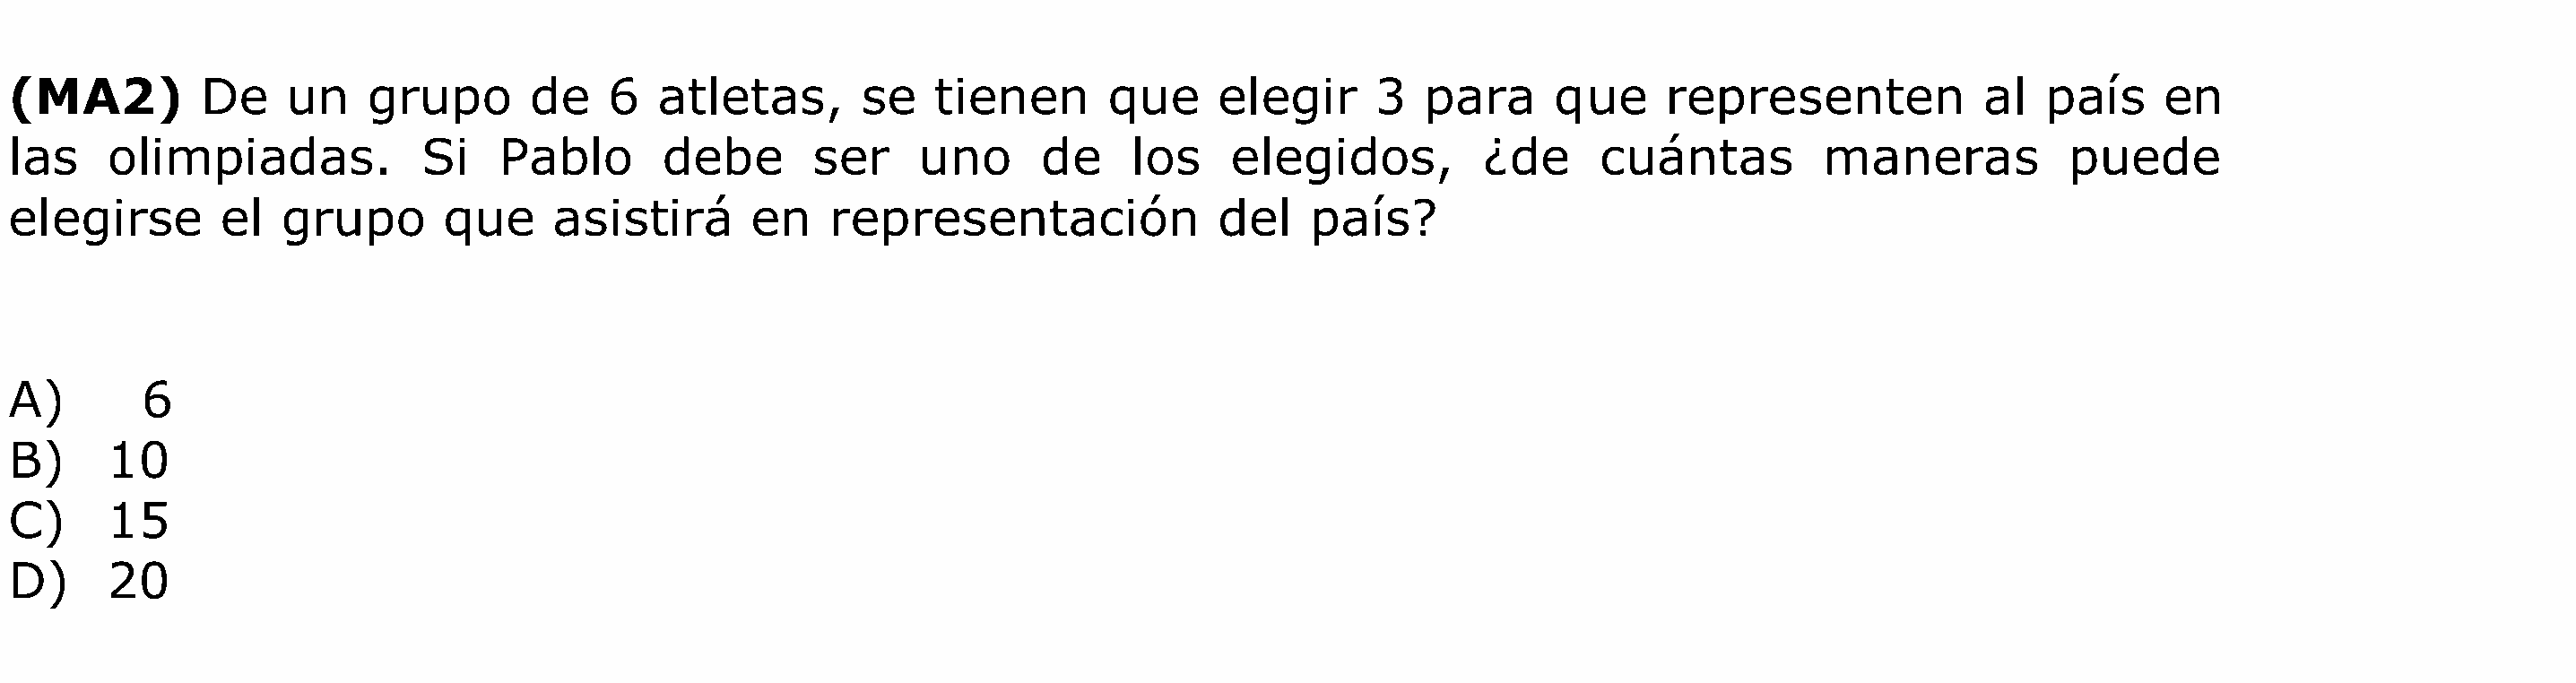 (MA2) De un grupo de 6 atletas, se tienen que elegir 3 para que representen al país en
las olimpiadas. Si Pablo debe ser uno de los elegidos, ¿de cuántas maneras puede
elegirse el grupo que asistirá en representación del país?
A) 6
B) 10
C) 15
D) 20